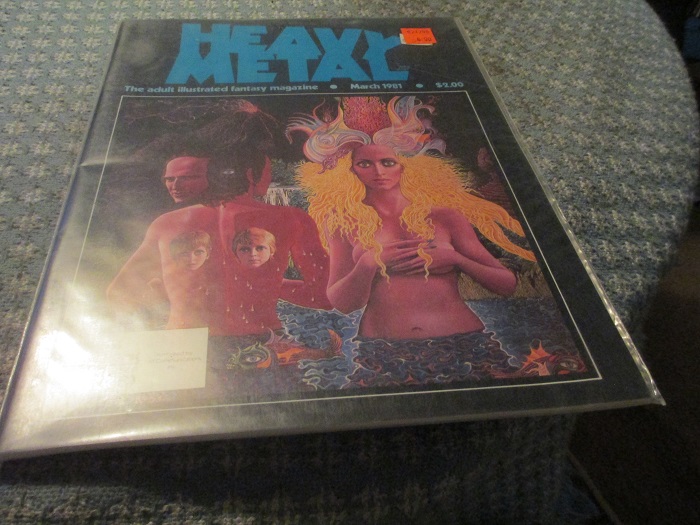 HEAVY
METAL
The adult illustrated fantasy magazine • March 1981 • $2.00